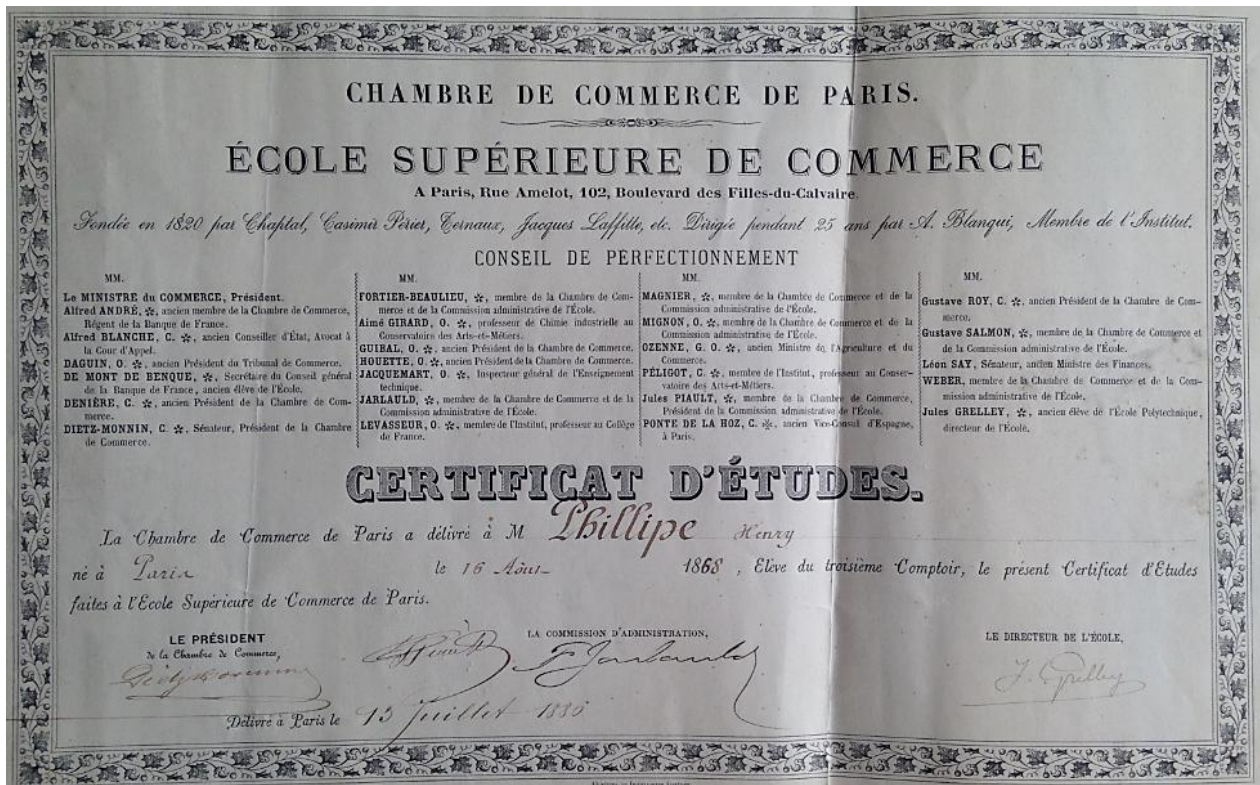 CHAMBRE DE COMMERCE DE PARIS.
ÉCOLE SUPÉRIEURE DE COMMERCE
A Paris, Rue Amelot, 102, Boulevard des Filles-du-Calvaire.
Fondée en 1820 par Chaptal, Casimir Périer, Ternaux, Jacques Laffitte, etc. Dirigée pendant 25 ans par A. Blanqui, Membre de l'Institut.
CONSEIL DE PERFECTIONNEMENT
MM.
Le MINISTRE du COMMERCE, Président.
Alfred ANDRÉ, ✻, ancien membre de la Chambre de Commerce,
Régent de la Banque de France.
Alfred BLANCHE, C. ✻, ancien Conseiller d'État, Avocat à
la Cour d'Appel.
DAGUIN, O. ✻, ancien Président du Tribunal de Commerce.
DE MONT DE BENQUE, ✻, Secrétaire du Conseil général
de la Banque de France, ancien élève de l'École.
DENIÈRE, C. ✻, ancien Président de la Chambre de Com-
merce.
DIETZ-MONNIN, C. ✻, Sénateur, Président de la Chambre
de Commerce.
MM.
FORTIER-BEAULIEU, ✻, membre de la Chambre de Com-
merce et de la Commission administrative de l'École.
Aimé GIRARD, O. ✻, professeur de Chimie industrielle au
Conservatoire des Arts-et-Métiers.
GUIBAL, O. ✻, ancien Président de la Chambre de Commerce.
HOUETTE, O. ✻, ancien Président de la Chambre de Commerce.
JACQUEMART, O. ✻, Inspecteur général de l'Enseignement
technique.
JARLAULD, ✻, membre de la Chambre de Commerce et de la
Commission administrative de l'École.
LEVASSEUR, O. ✻, membre de l'Institut, professeur au Collège
de France.
MM.
MAGNIER, ✻, membre de la Chambre de Commerce et de la
Commission administrative de l'École.
MIGNON, O. ✻, membre de la Chambre de Commerce et de la
Commission administrative de l'École.
OZENNE, G. O. ✻, ancien Ministre de l'Agriculture et du
Commerce.
PÉLIGOT, C. ✻, membre de l'Institut, professeur au Conser-
vatoire des Arts-et-Métiers.
Jules PIAULT, ✻, membre de la Chambre de Commerce,
Président de la Commission administrative de l'École.
PONTE DE LA HOZ, C. ✻, ancien Vice-Consul d'Espagne,
à Paris.
MM.
Gustave ROY, C. ✻, ancien Président de la Chambre de Com-
merce.
Gustave SALMON, ✻, membre de la Chambre de Commerce et
de la Commission administrative de l'École.
Léon SAY, Sénateur, ancien Ministre des Finances.
WEBER, membre de la Chambre de Commerce et de la Com-
mission administrative de l'École.
Jules GRELLEY, ✻, ancien élève de l'École Polytechnique,
directeur de l'École.
CERTIFICAT D'ÉTUDES.
La Chambre de Commerce de Paris a délivré à M Phillipe Henry
né à Paris le 16 Août 1868, Elève du troisième Comptoir, le présent Certificat d'Etudes
faites à l'Ecole Supérieure de Commerce de Paris.
LE PRÉSIDENT
de la Chambre de Commerce,
LA COMMISSION D'ADMINISTRATION,
LE DIRECTEUR DE L'ÉCOLE,
Dietz-Monnin
J. Grelley
Délivré à Paris le 15 Juillet 1886